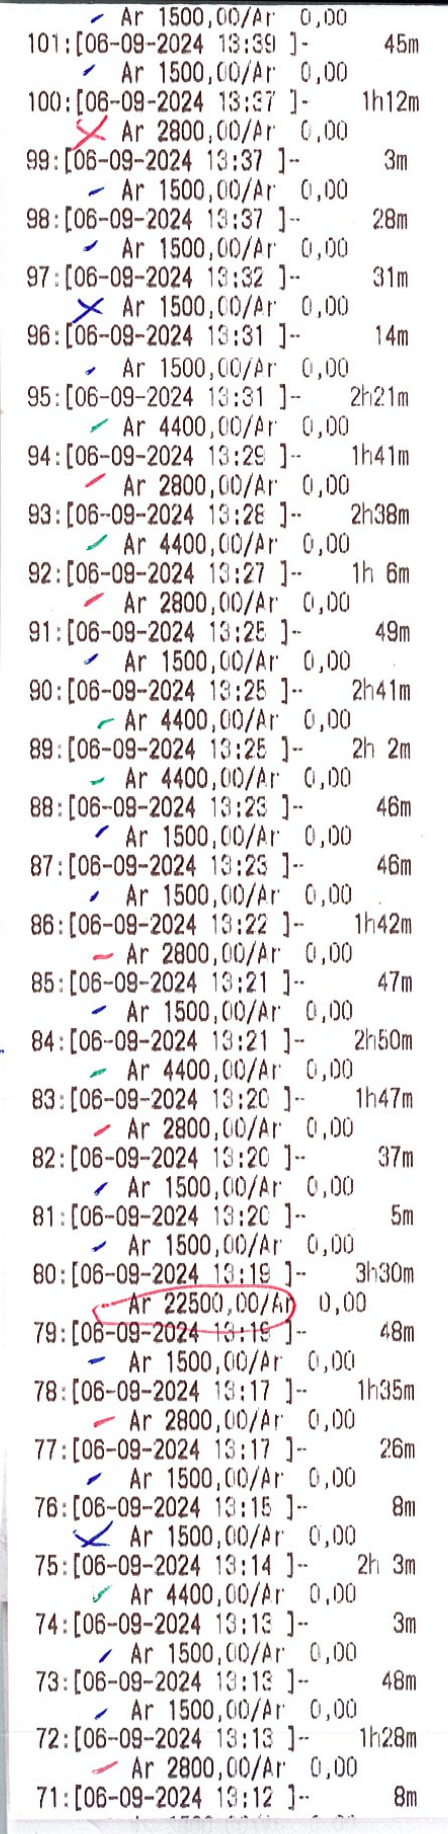 Ar 1500,00/Ar 0,00
101:[06-09-2024 13:39 ]- 45m
Ar 1500,00/Ar 0,00
100:[06-09-2024 13:37 ]- 1h12m
Ar 2800,00/Ar 0,00
99:[06-09-2024 13:37 ]-- 3m
Ar 1500,00/Ar 0,00
98:[06-09-2024 13:37 ]-- 28m
Ar 1500,00/Ar 0,00
97:[06-09-2024 13:32 ]-- 31m
Ar 1500,00/Ar 0,00
96:[06-09-2024 13:31 ]-- 14m
Ar 1500,00/Ar 0,00
95:[06-09-2024 13:31 ]-- 2h21m
Ar 4400,00/Ar 0,00
94:[06-09-2024 13:29 ]-- 1h41m
Ar 2800,00/Ar 0,00
93:[06-09-2024 13:28 ]-- 2h38m
Ar 4400,00/Ar 0,00
92:[06-09-2024 13:27 ]-- 1h 6m
Ar 2800,00/Ar 0,00
91:[06-09-2024 13:25 ]-- 49m
Ar 1500,00/Ar 0,00
90:[06-09-2024 13:25 ]-- 2h41m
Ar 4400,00/Ar 0,00
89:[06-09-2024 13:25 ]-- 2h 2m
Ar 4400,00/Ar 0,00
88:[06-09-2024 13:23 ]-- 46m
Ar 1500,00/Ar 0,00
87:[06-09-2024 13:23 ]-- 46m
Ar 1500,00/Ar 0,00
86:[06-09-2024 13:22 ]-- 1h42m
Ar 2800,00/Ar 0,00
85:[06-09-2024 13:21 ]-- 47m
Ar 1500,00/Ar 0,00
84:[06-09-2024 13:21 ]-- 2h50m
Ar 4400,00/Ar 0,00
83:[06-09-2024 13:20 ]-- 1h47m
Ar 2800,00/Ar 0,00
82:[06-09-2024 13:20 ]-- 37m
Ar 1500,00/Ar 0,00
81:[06-09-2024 13:20 ]-- 5m
Ar 1500,00/Ar 0,00
80:[06-09-2024 13:19 ]-- 3h30m
Ar 22500,00/Ar 0,00
79:[06-09-2024 13:19 ]-- 48m
Ar 1500,00/Ar 0,00
78:[06-09-2024 13:17 ]-- 1h35m
Ar 2800,00/Ar 0,00
77:[06-09-2024 13:17 ]-- 26m
Ar 1500,00/Ar 0,00
76:[06-09-2024 13:15 ]-- 8m
Ar 1500,00/Ar 0,00
75:[06-09-2024 13:14 ]-- 2h 3m
Ar 4400,00/Ar 0,00
74:[06-09-2024 13:13 ]-- 3m
Ar 1500,00/Ar 0,00
73:[06-09-2024 13:13 ]-- 48m
Ar 1500,00/Ar 0,00
72:[06-09-2024 13:13 ]-- 1h28m
Ar 2800,00/Ar 0,00
71:[06-09-2024 13:12 ]-- 8m